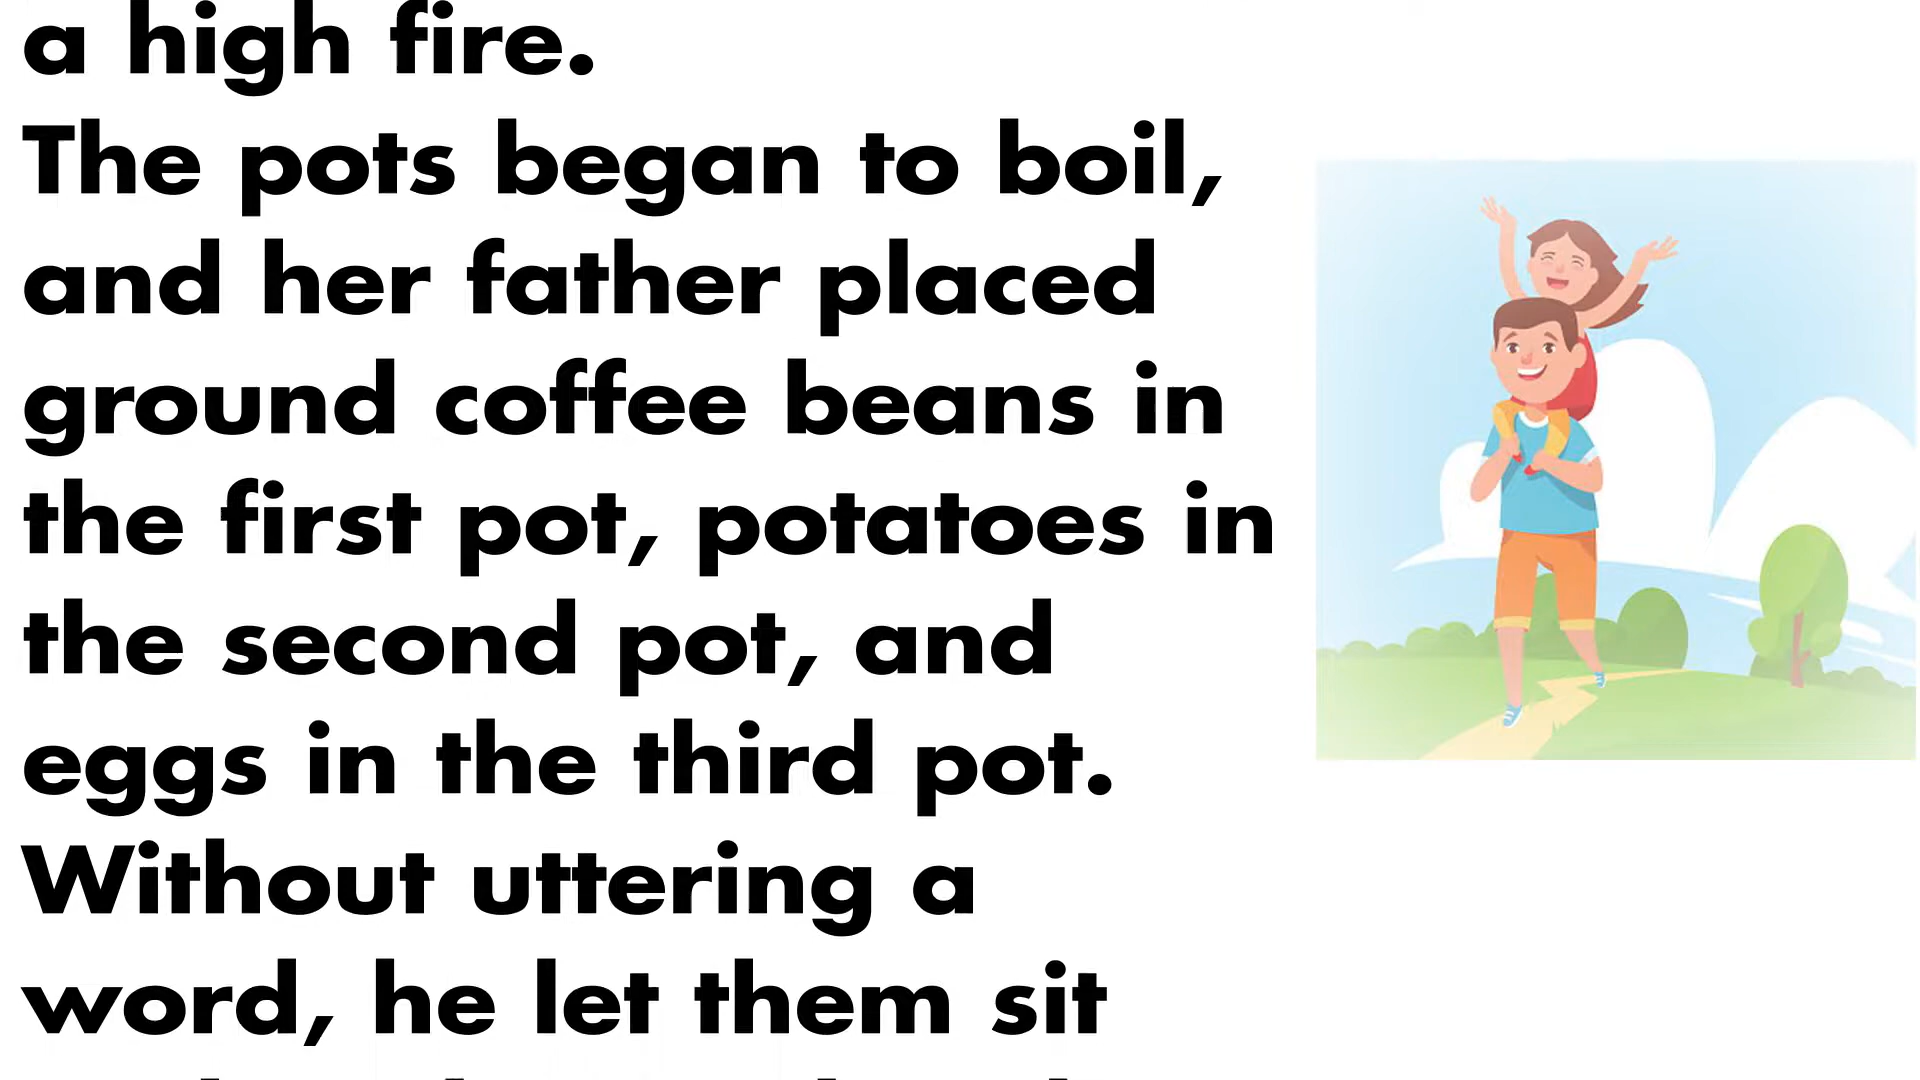 a high fire.
The pots began to boil,
and her father placed
ground coffee beans in
the first pot, potatoes in
the second pot, and
eggs in the third pot.
Without uttering a
word, he let them sit